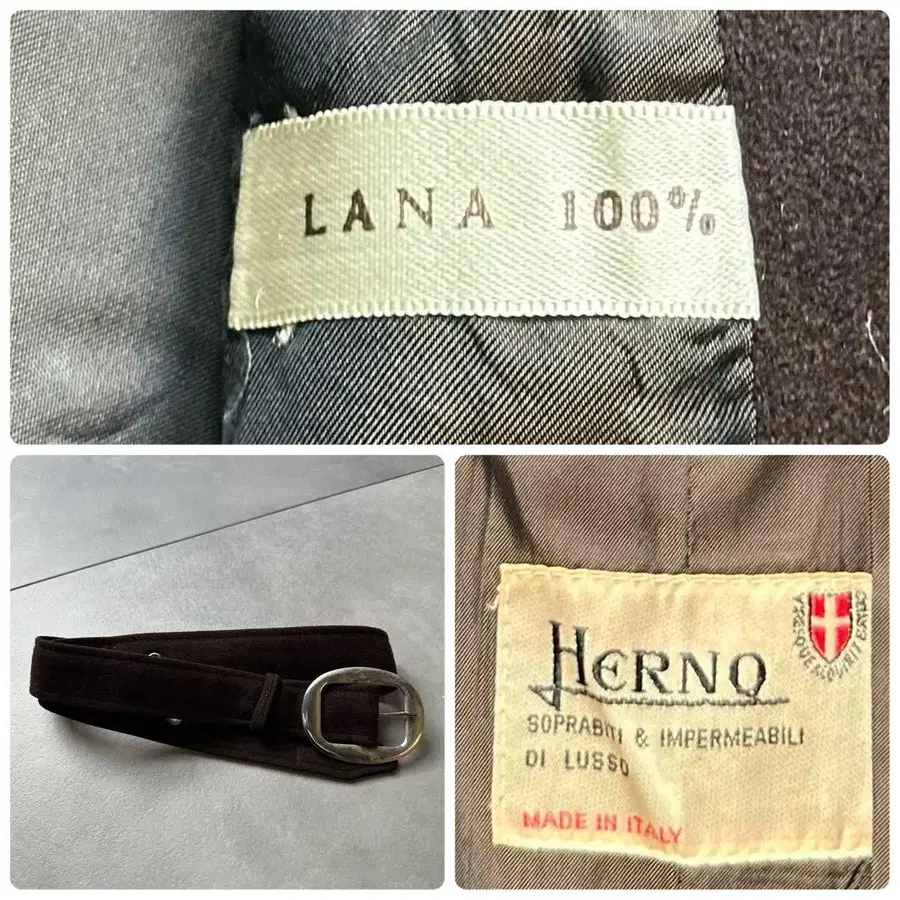 LANA 100%
HERNO
SOPRABITI & IMPERMEABILI
DI LUSSO
MADE IN ITALY